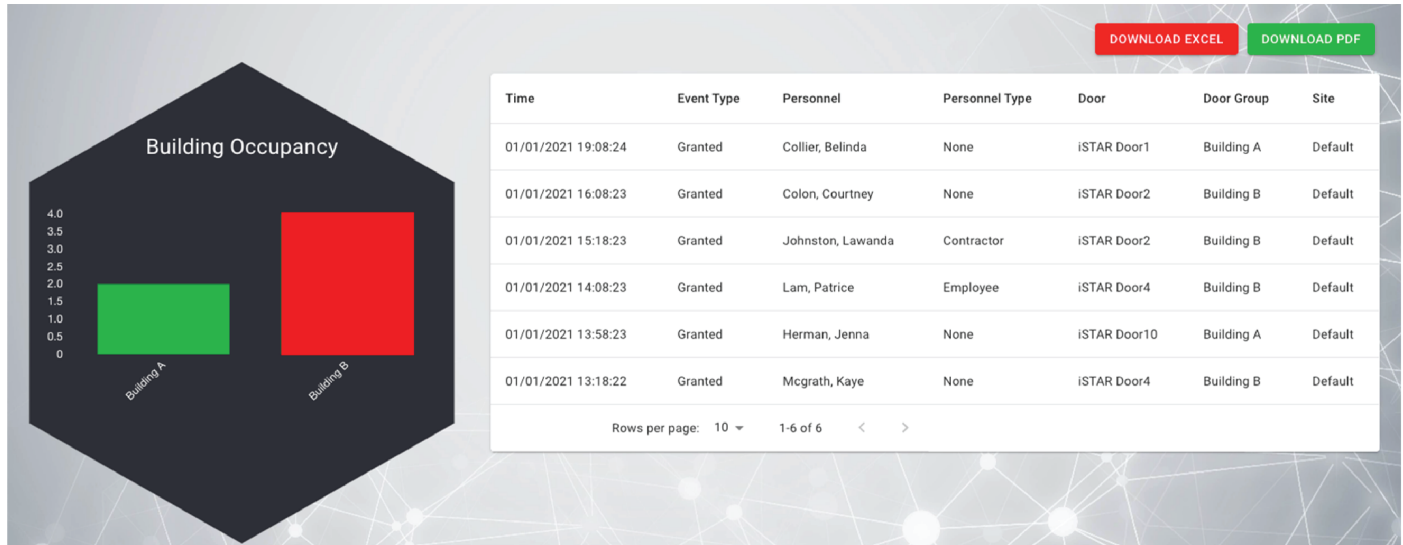 DOWNLOAD EXCEL DOWNLOAD PDF
Building Occupancy
4.0
3.5
3.0
2.5
2.0
1.5
1.0
0.5
0
Building A Building B
Time Event Type Personnel Personnel Type Door Door Group Site
01/01/2021 19:08:24 Granted Collier, Belinda None iSTAR Door1 Building A Default
01/01/2021 16:08:23 Granted Colon, Courtney None iSTAR Door2 Building B Default
01/01/2021 15:18:23 Granted Johnston, Lawanda Contractor iSTAR Door2 Building B Default
01/01/2021 14:08:23 Granted Lam, Patrice Employee iSTAR Door4 Building B Default
01/01/2021 13:58:23 Granted Herman, Jenna None iSTAR Door10 Building A Default
01/01/2021 13:18:22 Granted Mcgrath, Kaye None iSTAR Door4 Building B Default
Rows per page: 10 1-6 of 6